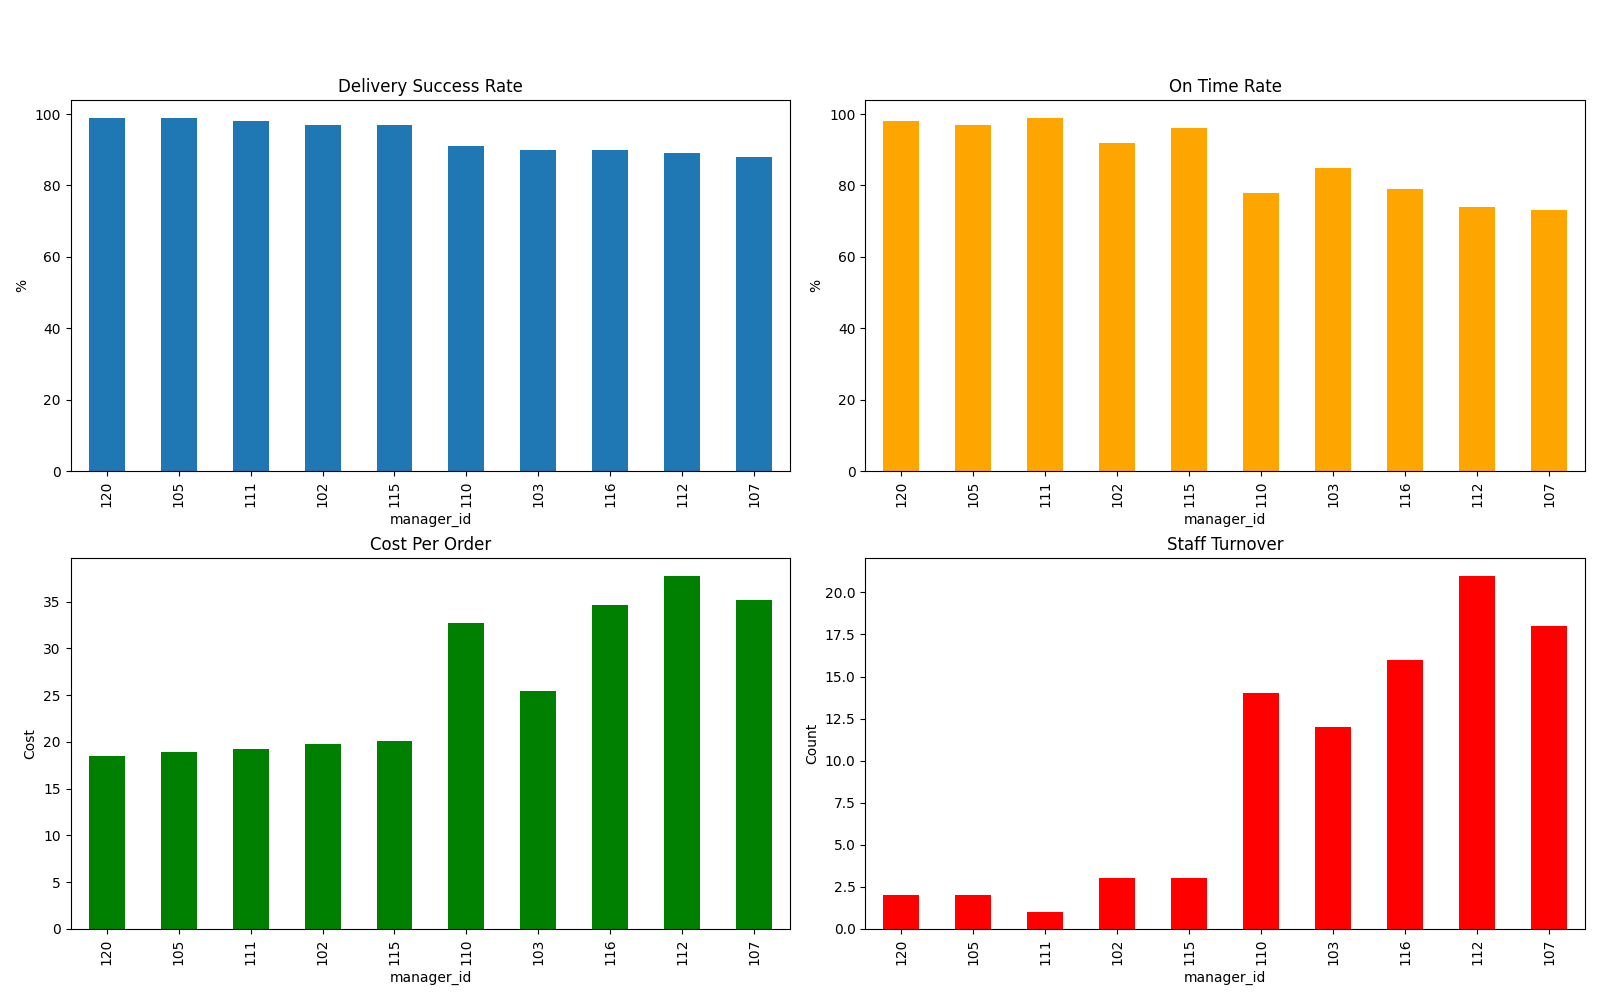 Delivery Success Rate
100
80
60
40
20
0
%
120 105 111 102 115 110 103 116 112 107
manager_id
On Time Rate
100
80
60
40
20
0
%
120 105 111 102 115 110 103 116 112 107
manager_id
Cost Per Order
35
30
25
20
15
10
5
0
Cost
120 105 111 102 115 110 103 116 112 107
manager_id
Staff Turnover
20.0
17.5
15.0
12.5
10.0
7.5
5.0
2.5
0.0
Count
120 105 111 102 115 110 103 116 112 107
manager_id